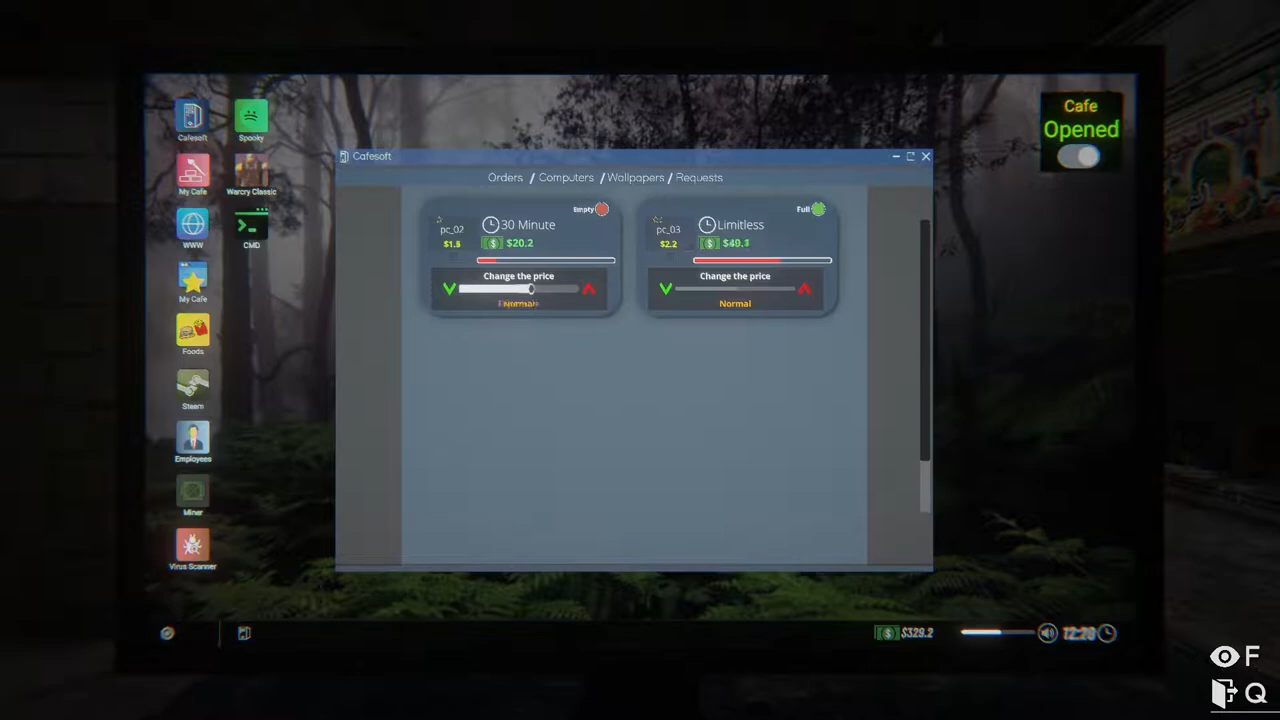 Cafesoft
Spooky
My Cafe
Warcry Classic
WWW
CMD
My Cafe
Foods
Steem
Employees
Miner
Virus Scanner
Cafe
Opened
Cafesoft
Orders / Computers / Wallpapers / Requests
Empty
pc_02
30 Minute
$1.5
$20.2
Change the price
Full
pc_03
Limitless
$2.2
Change the price
Normal
$329.2
F
Q